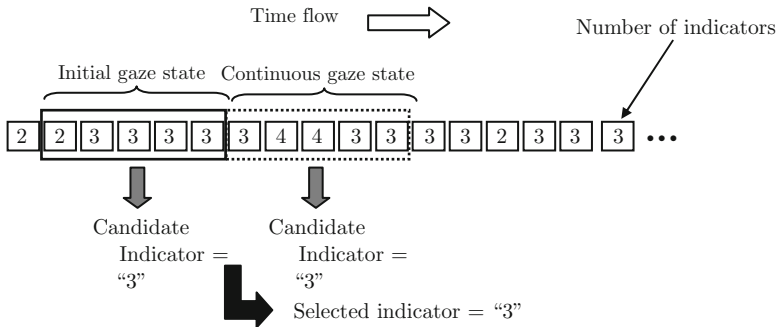 Time flow
Number of indicators
Initial gaze state Continuous gaze state
2 2 3 3 3 3 3 4 4 3 3 3 3 2 3 3 3 •••
Candidate Indicator = “3”
Candidate Indicator = “3”
Selected indicator = “3”